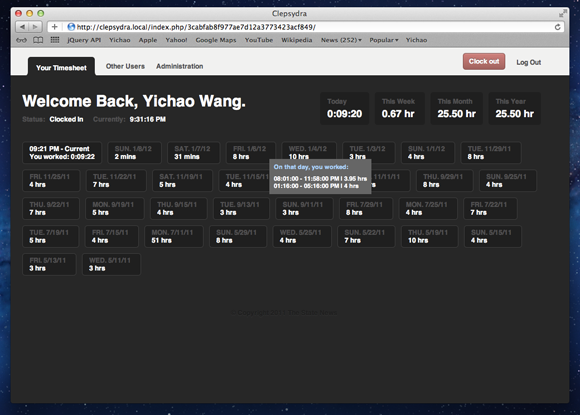 Clepsydra
http://clepsydra.local/index.php/3cabfab8f977ae7d12a3773423acf849/
jQuery API Yichao Apple Yahoo! Google Maps YouTube Wikipedia News (252) Popular Yichao
Your Timesheet Other Users Administration Clock out Log Out
Welcome Back, Yichao Wang.
Status: Clocked In Currently: 9:31:16 PM
Today This Week This Month This Year
0:09:20 0.67 hr 25.50 hr 25.50 hr
09:21 PM - Current SUN. 1/8/12 SAT. 1/7/12 FRI. 1/6/12 WED. 1/4/12 TUE. 1/3/12 SUN. 1/1/12 TUE. 11/29/11
You worked: 0:09:22 2 mins 31 mins 8 hrs 10 hrs 3 hrs 4 hrs 8 hrs
On that day, you worked:
08:01:00 - 11:58:00 PM | 3.95 hrs
01:16:00 - 05:16:00 PM | 4 hrs
FRI. 11/25/11 TUE. 11/22/11 SAT. 11/19/11 TUE. 11/15/11 THU. 9/29/11 SUN. 9/25/11
4 hrs 7 hrs 5 hrs 4 hrs 4 hrs 8 hrs 4 hrs
THU. 9/22/11 MON. 9/19/11 THU. 9/15/11 TUE. 9/13/11 SUN. 9/11/11 FRI. 7/29/11 MON. 7/25/11 FRI. 7/22/11
7 hrs 5 hrs 4 hrs 3 hrs 3 hrs 8 hrs 4 hrs 7 hrs
TUE. 7/19/11 FRI. 7/15/11 MON. 7/11/11 SUN. 5/29/11 WED. 5/25/11 SUN. 5/22/11 THU. 5/19/11 SUN. 5/15/11
5 hrs 4 hrs 51 hrs 8 hrs 4 hrs 7 hrs 10 hrs 4 hrs
FRI. 5/13/11 WED. 5/11/11
3 hrs 3 hrs